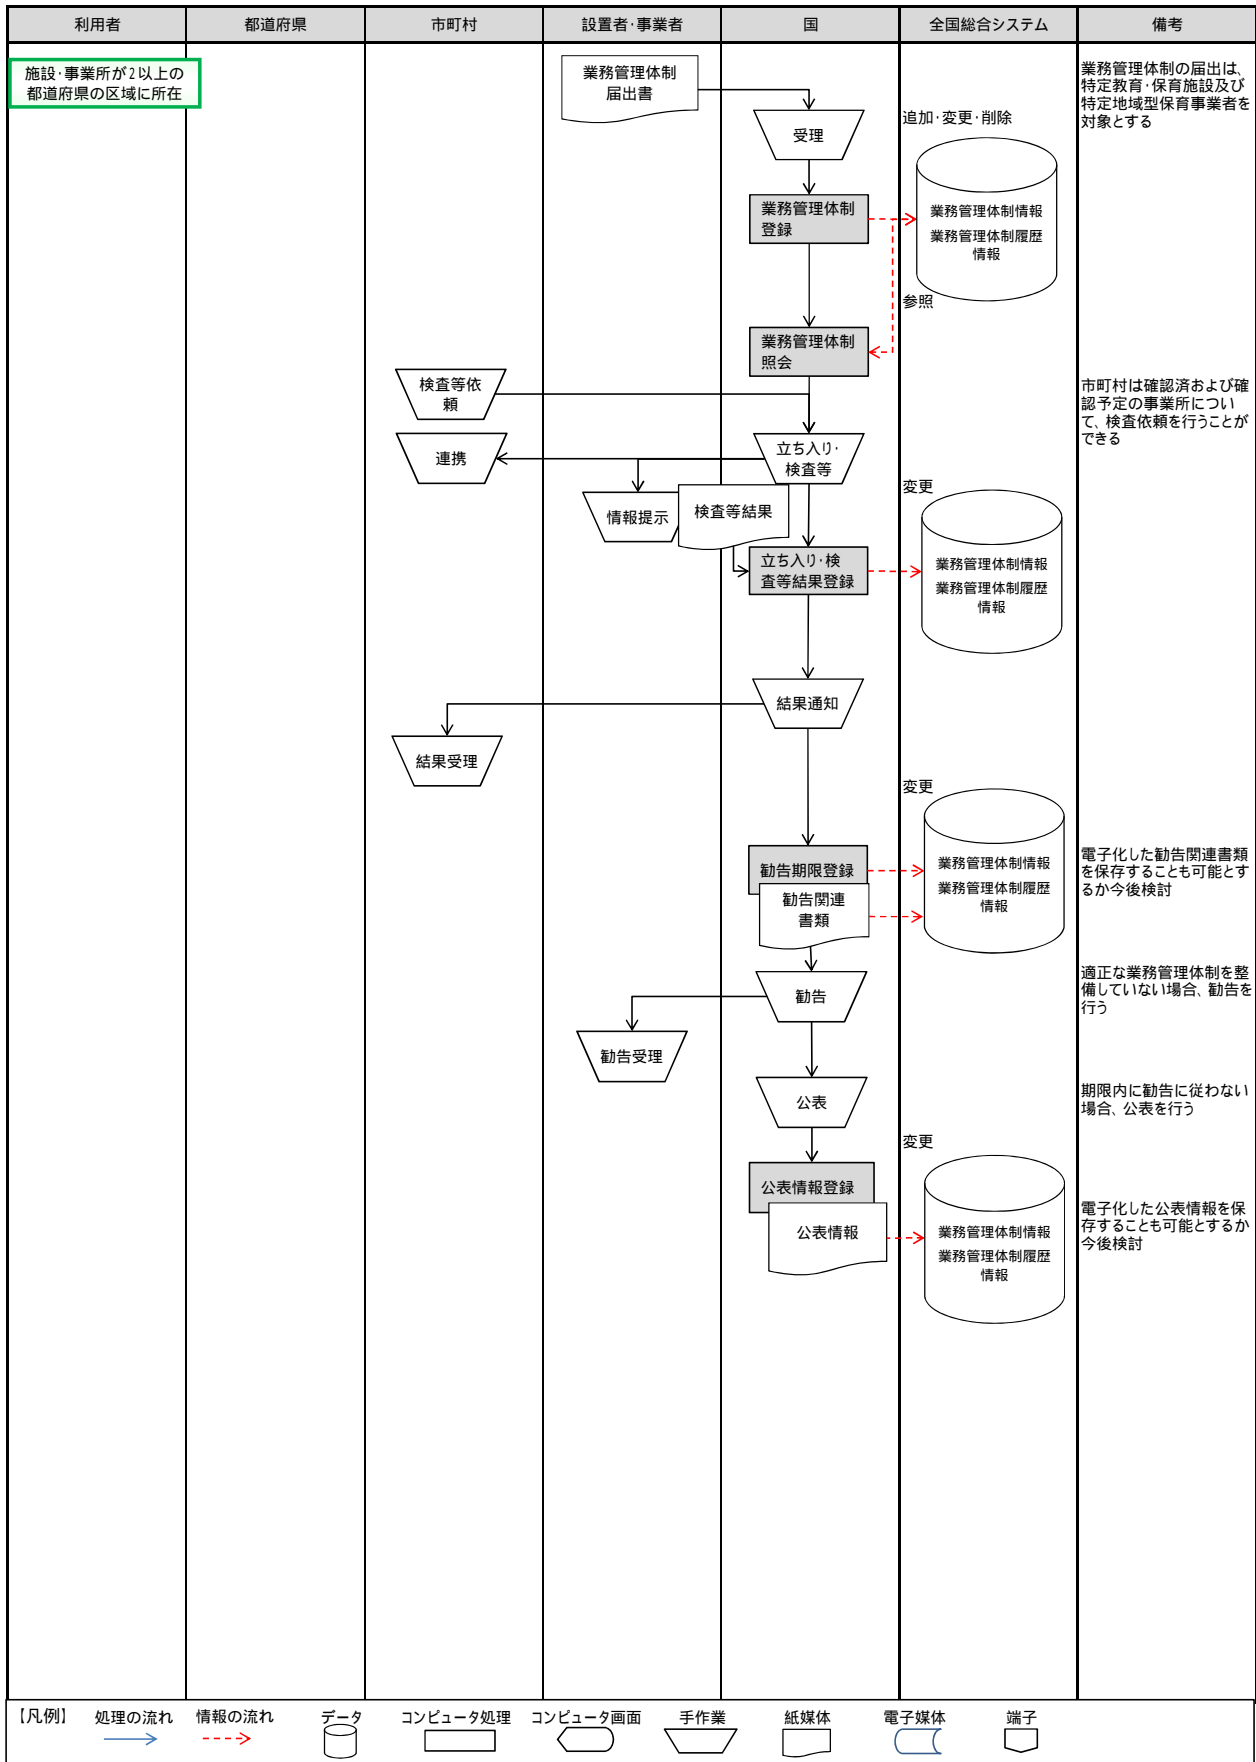 利用者
都道府県
市町村
設置者・事業者
国
全国総合システム
備考
施設・事業所が2以上の
都道府県の区域に所在
業務管理体制
届出書
業務管理体制の届出は、
特定教育・保育施設及び
特定地域型保育事業者を
対象とする
受理
追加・変更・削除
業務管理体制
登録
業務管理体制情報
業務管理体制履歴
情報
参照
業務管理体制
照会
検査等依
頼
市町村は確認済および確
認予定の事業所につい
て、検査依頼を行うことが
できる
連携
立ち入り・
検査等
情報提示
検査等結果
変更
立ち入り・検
査等結果登録
業務管理体制情報
業務管理体制履歴
情報
結果通知
結果受理
変更
勧告期限登録
勧告関連
書類
業務管理体制情報
業務管理体制履歴
情報
電子化した勧告関連書類
を保存することも可能とす
るか今後検討
勧告
適正な業務管理体制を整
備していない場合、勧告を
行う
勧告受理
公表
期限内に勧告に従わない
場合、公表を行う
変更
公表情報登録
公表情報
業務管理体制情報
業務管理体制履歴
情報
電子化した公表情報を保
存することも可能とするか
今後検討
【凡例】
処理の流れ
情報の流れ
データ
コンピュータ処理
コンピュータ画面
手作業
紙媒体
電子媒体
端子